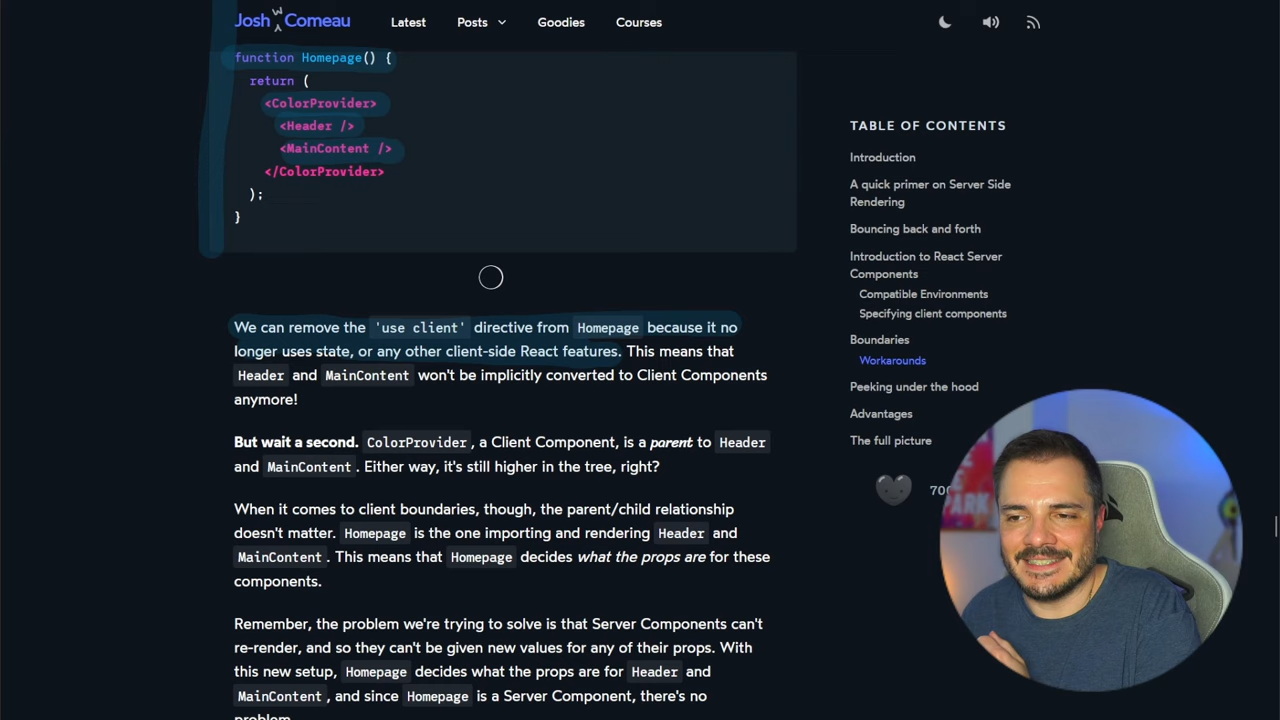 Josh W Comeau
Latest
Posts
Goodies
Courses
function Homepage() {
return (
<ColorProvider>
<Header />
<MainContent />
</ColorProvider>
);
}
We can remove the 'use client' directive from Homepage because it no
longer uses state, or any other client-side React features. This means that
Header and MainContent won't be implicitly converted to Client Components
anymore!
But wait a second. ColorProvider, a Client Component, is a parent to Header
and MainContent. Either way, it's still higher in the tree, right?
When it comes to client boundaries, though, the parent/child relationship
doesn't matter. Homepage is the one importing and rendering Header and
MainContent. This means that Homepage decides what the props are for these
components.
Remember, the problem we're trying to solve is that Server Components can't
re-render, and so they can't be given new values for any of their props. With
this new setup, Homepage decides what the props are for Header and
MainContent, and since Homepage is a Server Component, there's no
problem.
TABLE OF CONTENTS
Introduction
A quick primer on Server Side
Rendering
Bouncing back and forth
Introduction to React Server
Components
Compatible Environments
Specifying client components
Boundaries
Workarounds
Peeking under the hood
Advantages
The full picture